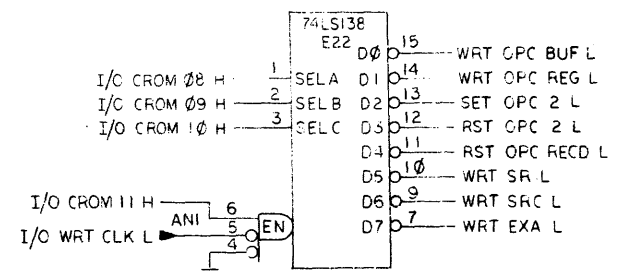 74LS138
E22
DØ 15 WRT OPC BUF L
I/O CROM Ø8 H 1 SEL A D1 14 WRT OPC REG L
I/O CROM Ø9 H 2 SEL B D2 13 SET OPC 2 L
I/O CROM 1Ø H 3 SEL C D3 12 RST OPC 2 L
D4 11 RST OPC RECD L
D5 1Ø WRT SR L
I/O CROM 11 H 6 D6 9 WRT SRC L
ANI 5 EN D7 7 WRT EXA L
I/O WRT CLK L 4